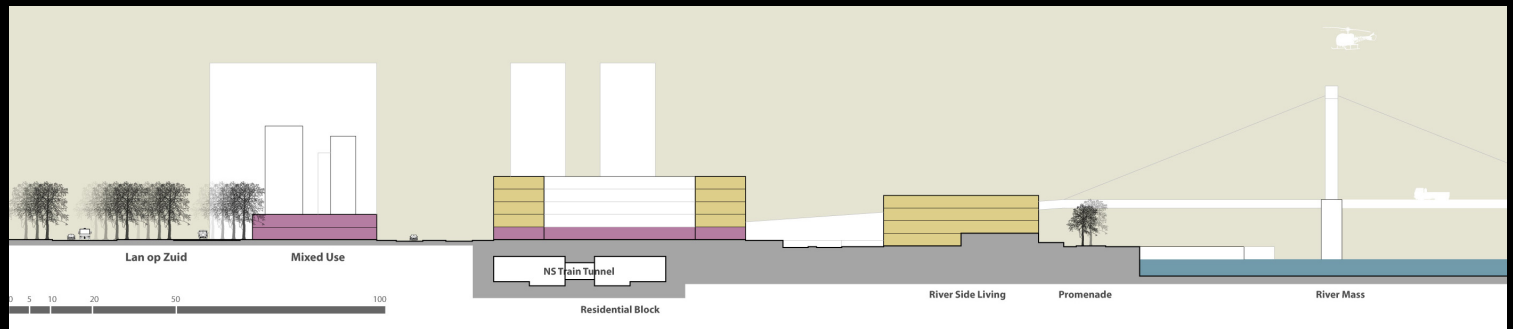 Lan op Zuid
Mixed Use
NS Train Tunnel
Residential Block
River Side Living
Promenade
River Mass
0 5 10 20 50 100